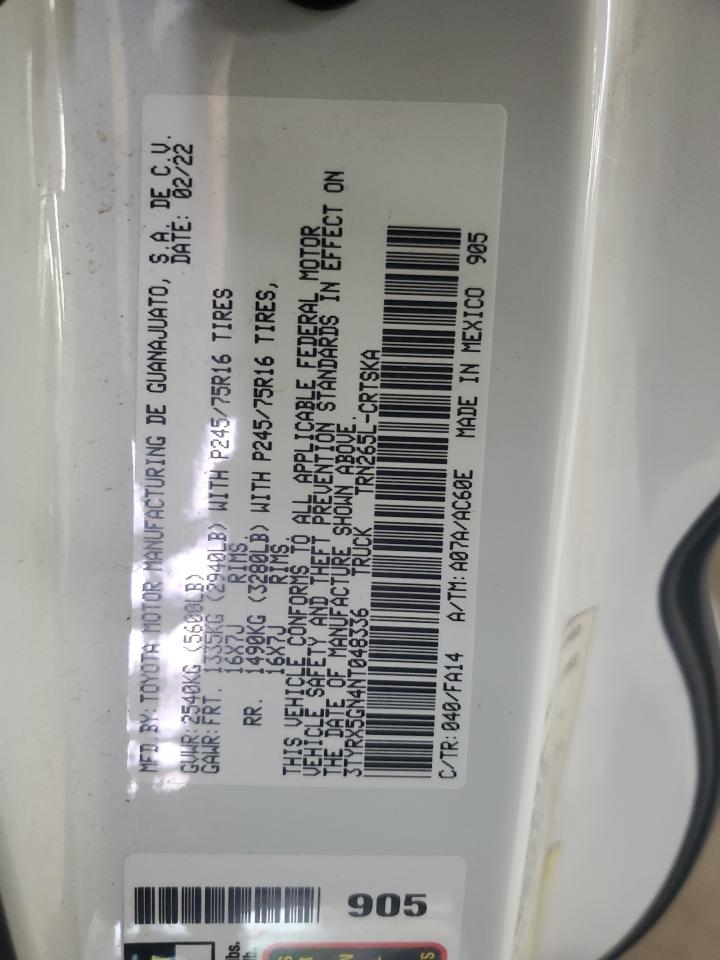 MFD.BY:TOYOTA MOTOR MANUFACTURING DE GUANAJUATO, S.A. DE C.V.
DATE: 02/22
GVWR:2540KG (5600LB)
GAWR:FRT. 1335KG (2940LB) WITH P245/75R16 TIRES
16X7J RIMS.
RR. 1490KG (3280LB) WITH P245/75R16 TIRES,
16X7J RIMS.
THIS VEHICLE CONFORMS TO ALL APPLICABLE FEDERAL MOTOR
VEHICLE SAFETY AND THEFT PREVENTION STANDARDS IN EFFECT ON
THE DATE OF MANUFACTURE SHOWN ABOVE.
3TYRX5GN4NT048336 TRUCK TRN265L-CRTSKA
C/TR:040/FA14 A/TM:A07A/AC60E MADE IN MEXICO 905
905
lbs.